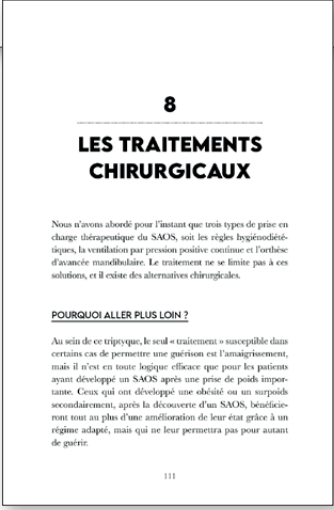 8
LES TRAITEMENTS
CHIRURGICAUX
Nous n'avons abordé pour l'instant que trois types de prise en
charge thérapeutique du SAOS, soit les règles hygiénodiété-
tiques, la ventilation par pression positive continue et l'orthèse
d'avancée mandibulaire. Le traitement ne se limite pas à ces
solutions, et il existe des alternatives chirurgicales.
POURQUOI ALLER PLUS LOIN ?
Au sein de ce triptyque, le seul « traitement » susceptible dans
certains cas de permettre une guérison est l'amaigrissement,
mais il n'est en toute logique efficace que pour les patients
ayant développé un SAOS après une prise de poids impor-
tante. Ceux qui ont développé une obésité ou un surpoids
secondairement, après la découverte d'un SAOS, bénéficie-
ront tout au plus d'une amélioration de leur état grâce à un
régime adapté, mais qui ne leur permettra pas pour autant
de guérir.
111